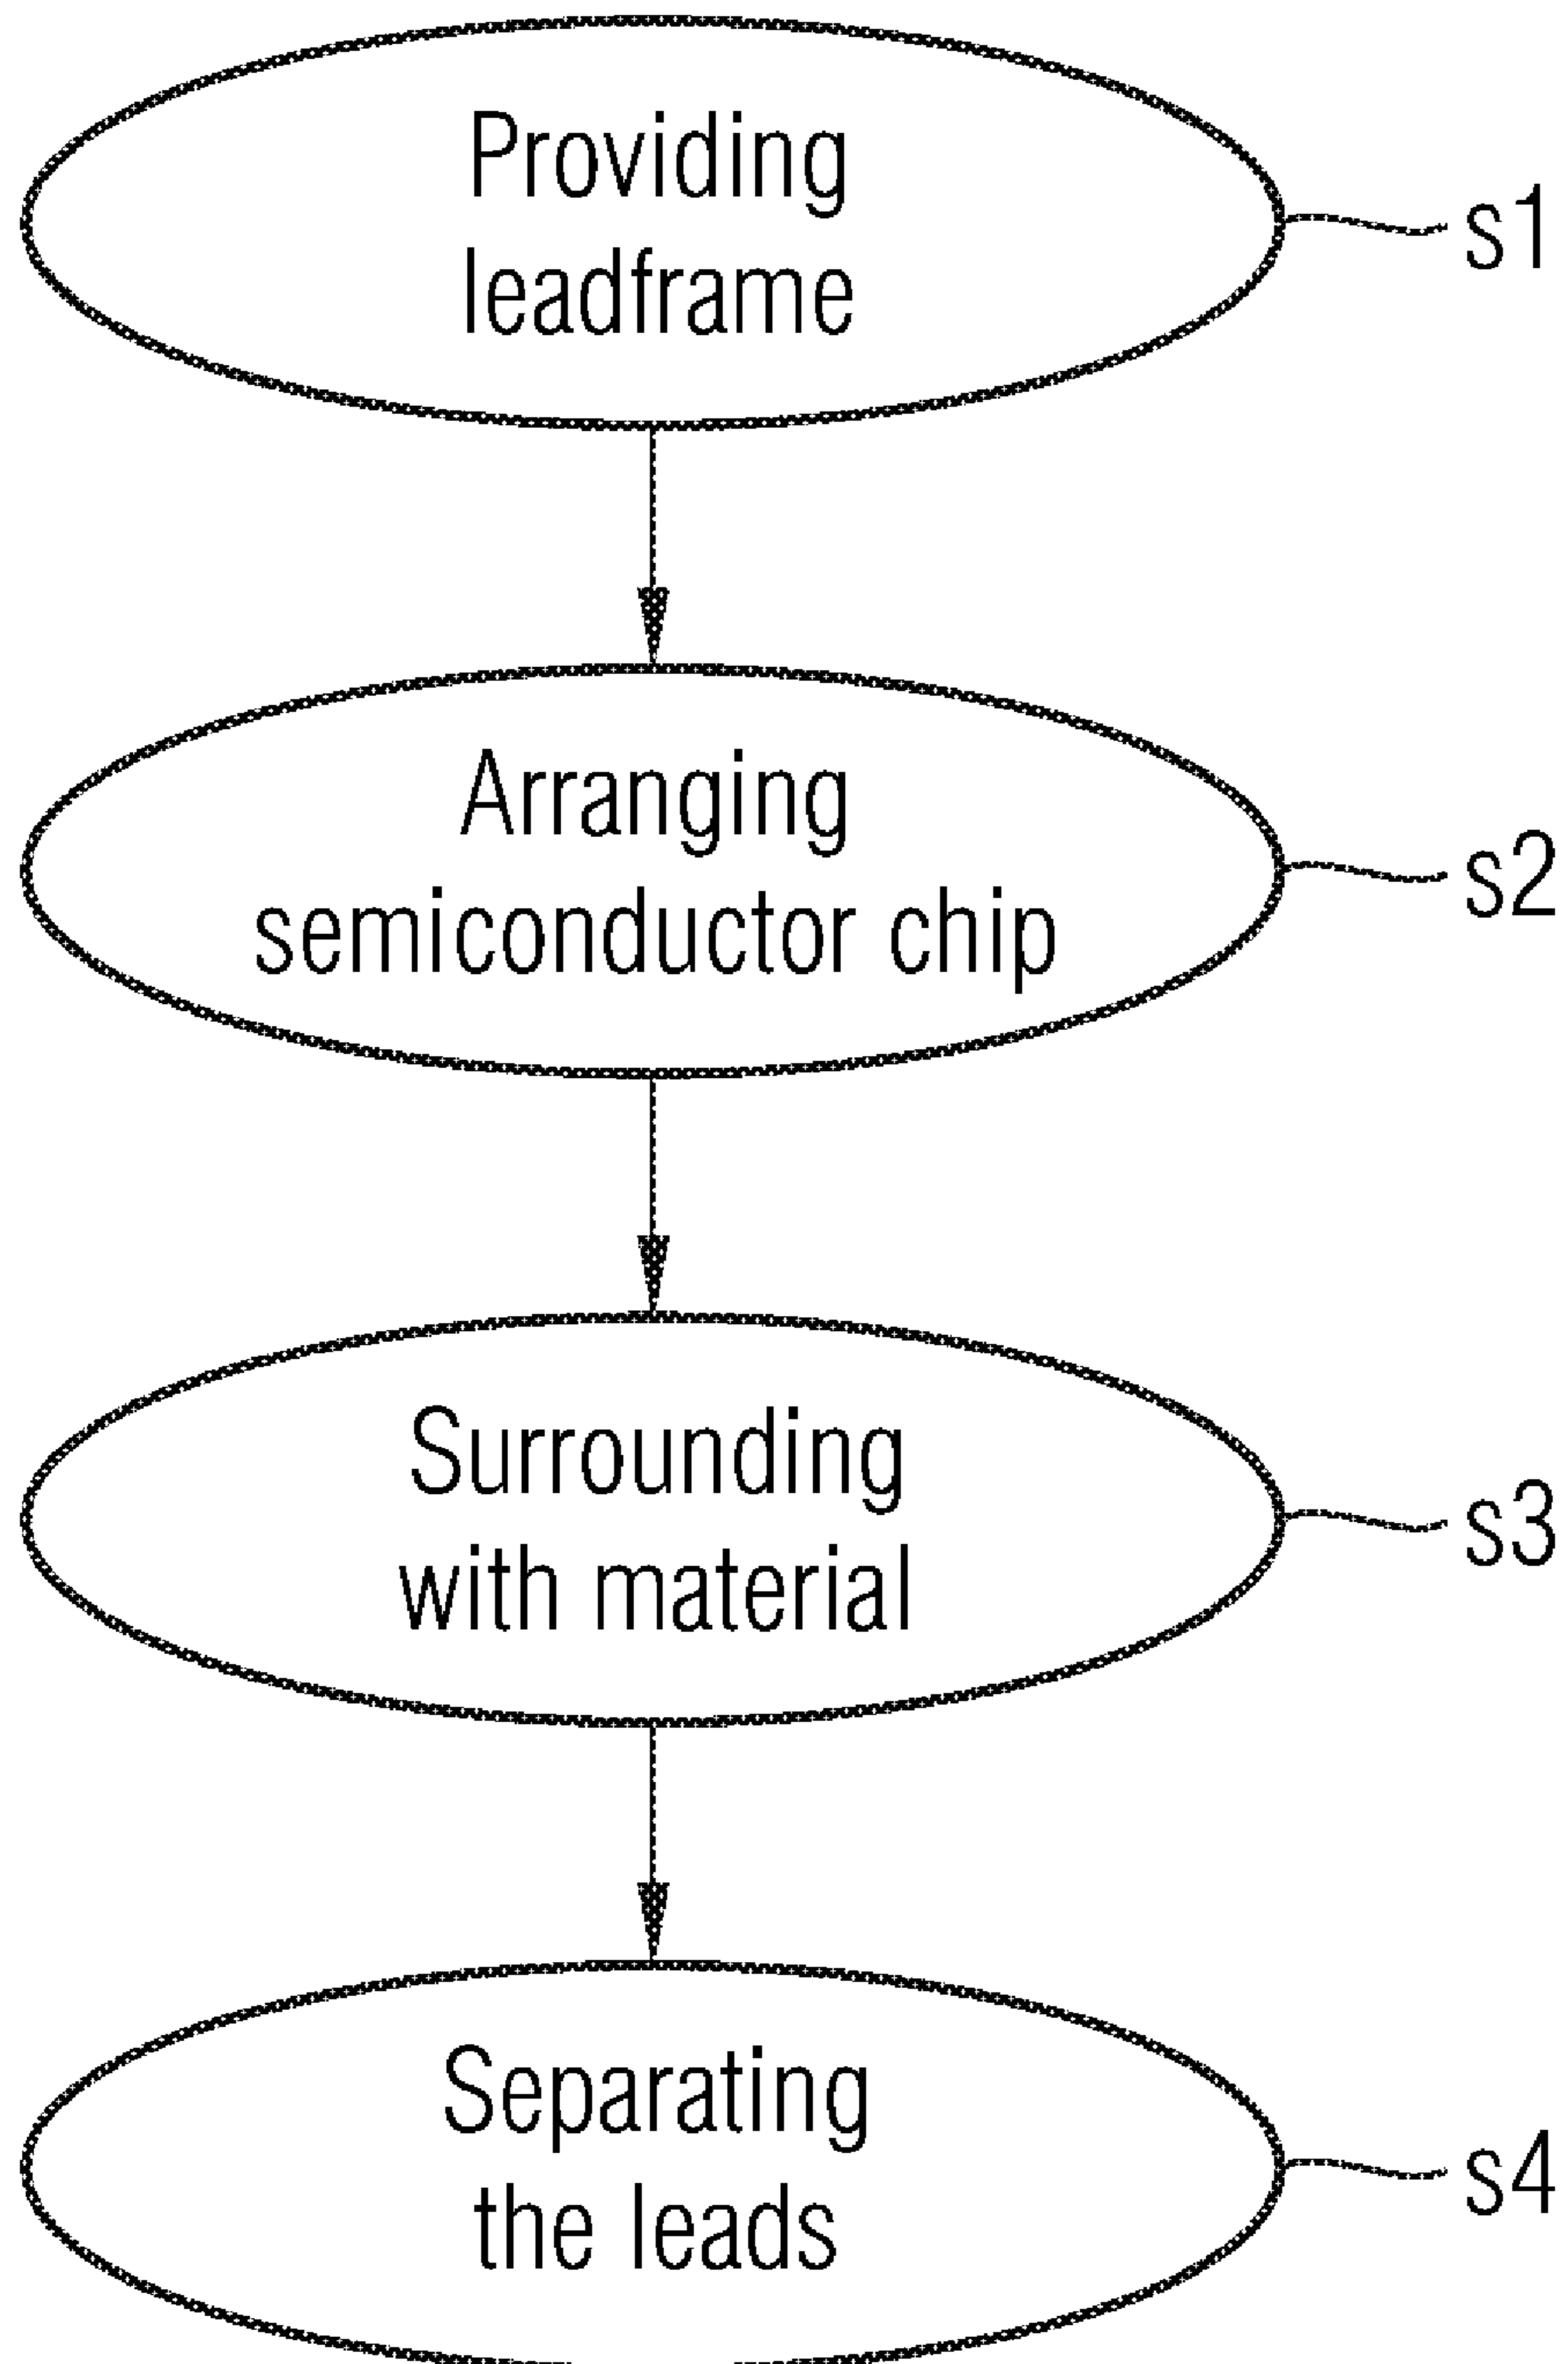 Providing
leadframe
s1
Arranging
semiconductor chip
s2
Surrounding
with material
s3
Separating
the leads
s4